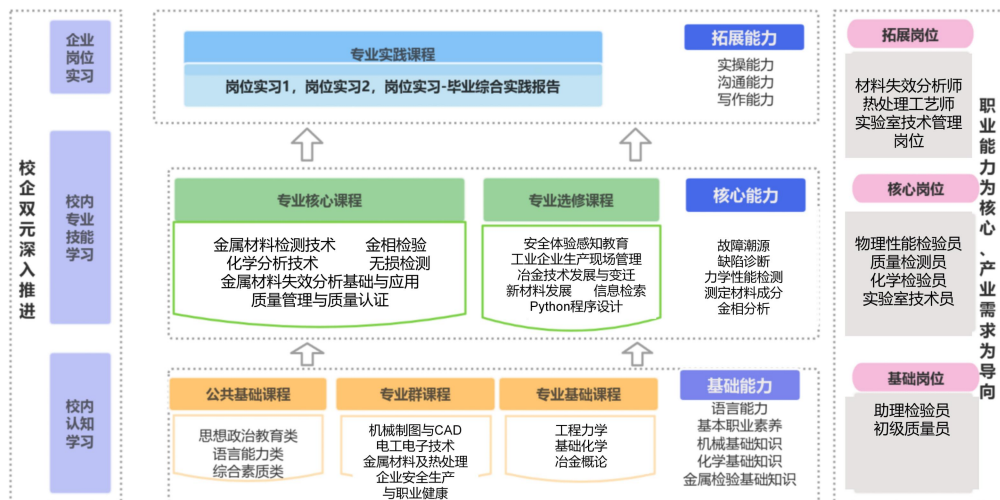 校企双元深入推进
企业
岗位
实习
专业实践课程
岗位实习1，岗位实习2，岗位实习-毕业综合实践报告
拓展能力
实操能力
沟通能力
写作能力
拓展岗位
材料失效分析师
热处理工艺师
实验室技术管理
岗位
校内
专业
技能
学习
专业核心课程
金属材料检测技术 金相检验
化学分析技术 无损检测
金属材料失效分析基础与应用
质量管理与质量认证
专业选修课程
安全体验感知教育
工业企业生产现场管理
冶金技术发展与变迁
新材料发展 信息检索
Python程序设计
核心能力
故障潮源
缺陷诊断
力学性能检测
测定材料成分
金相分析
核心岗位
物理性能检验员
质量检测员
化学检验员
实验室技术员
校内
认知
学习
公共基础课程
思想政治教育类
语言能力类
综合素质类
专业群课程
机械制图与CAD
电工电子技术
金属材料及热处理
企业安全生产
与职业健康
专业基础课程
工程力学
基础化学
冶金概论
基础能力
语言能力
基本职业素养
机械基础知识
化学基础知识
金属检验基础知识
基础岗位
助理检验员
初级质量员
职业能力为核心、产业需求为导向